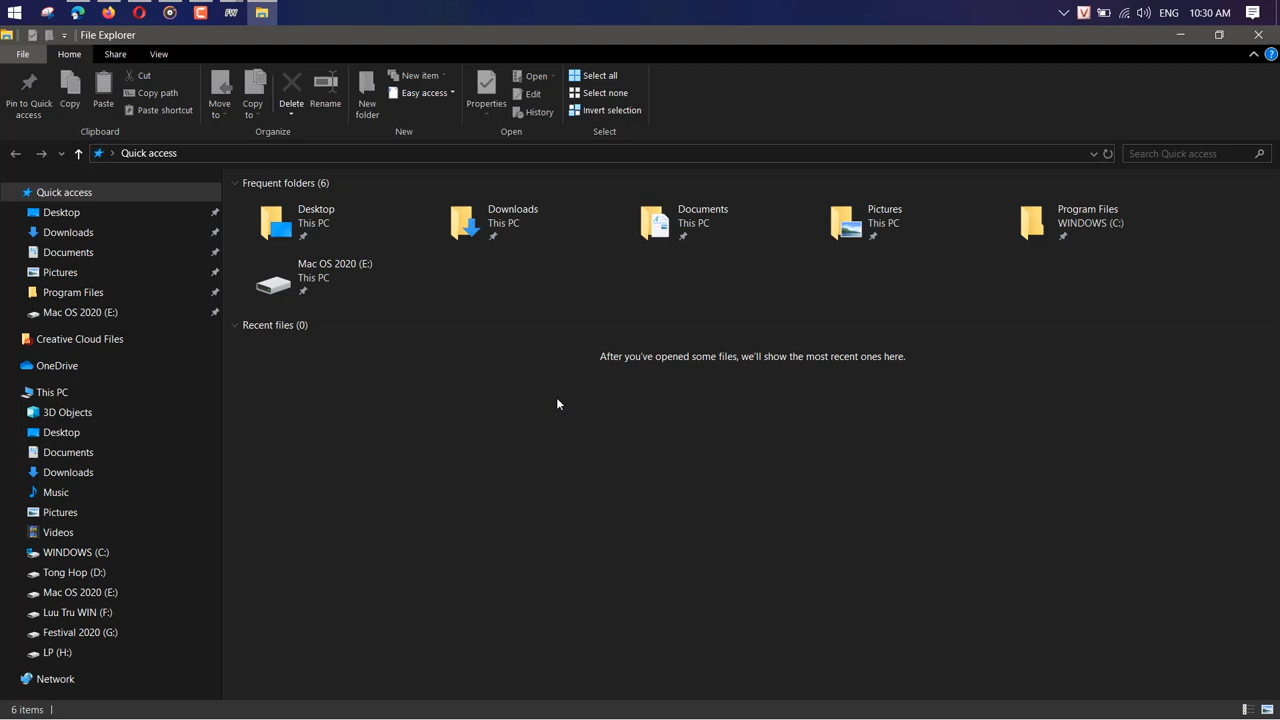 FW
V
ENG
10:30 AM
File Explorer
File
Home
Share
View
?
Pin to Quick
access
Copy
Paste
Cut
Copy path
Paste shortcut
Clipboard
Move
to
Copy
to
Delete
Rename
Organize
New
folder
New item
Easy access
New
Properties
Open
Edit
History
Open
Select all
Select none
Invert selection
Select
Quick access
Search Quick access
Quick access
Desktop
Downloads
Documents
Pictures
Program Files
Mac OS 2020 (E:)
Creative Cloud Files
OneDrive
This PC
3D Objects
Desktop
Documents
Downloads
Music
Pictures
Videos
WINDOWS (C:)
Tong Hop (D:)
Mac OS 2020 (E:)
Luu Tru WIN (F:)
Festival 2020 (G:)
LP (H:)
Network
Frequent folders (6)
Desktop
This PC
Downloads
This PC
Documents
This PC
Pictures
This PC
Program Files
WINDOWS (C:)
Mac OS 2020 (E:)
This PC
Recent files (0)
After you've opened some files, we'll show the most recent ones here.
6 items